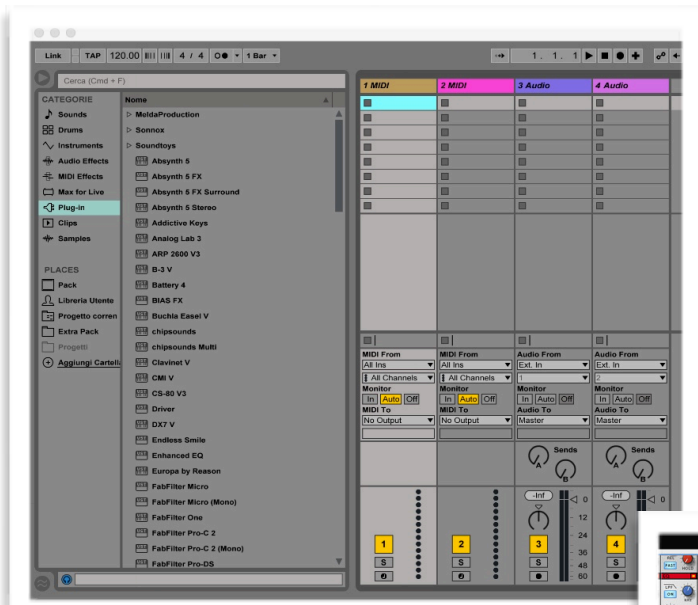 Link TAP 120.00 4 / 4 1 Bar 1. 1. 1
Cerca (Cmd + F)
CATEGORIE
Sounds
Drums
Instruments
Audio Effects
MIDI Effects
Max for Live
Plug-in
Clips
Samples
PLACES
Pack
Libreria Utente
Progetto corren
Extra Pack
Progetti
Aggiungi Cartell
Nome
MeldaProduction
Sonnox
Soundtoys
Absynth 5
Absynth 5 FX
Absynth 5 FX Surround
Absynth 5 Stereo
Addictive Keys
Analog Lab 3
ARP 2600 V3
B-3 V
Battery 4
BIAS FX
Buchla Easel V
chipsounds
chipsounds Multi
Clavinet V
CMI V
CS-80 V3
Driver
DX7 V
Endless Smile
Enhanced EQ
Europa by Reason
FabFilter Micro
FabFilter Micro (Mono)
FabFilter One
FabFilter Pro-C 2
FabFilter Pro-C 2 (Mono)
FabFilter Pro-DS
1 MIDI 2 MIDI 3 Audio 4 Audio
MIDI From MIDI From Audio From Audio From
All Ins All Ins Ext. In Ext. In
All Channels All Channels 1 2
Monitor Monitor Monitor Monitor
In Auto Off In Auto Off In Auto Off In Auto Off
MIDI To MIDI To Audio To Audio To
No Output No Output Master Master
Sends Sends
A B A B
-Inf 0 -Inf 0
12
24
36
48
60
1 2 3 4
S S S S